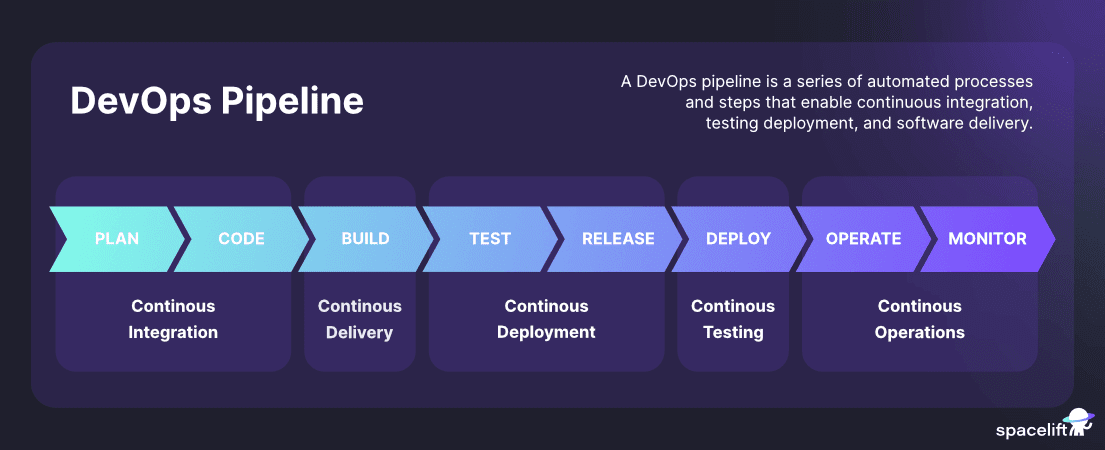 DevOps Pipeline
A DevOps pipeline is a series of automated processes
and steps that enable continuous integration,
testing deployment, and software delivery.
PLAN
CODE
BUILD
TEST
RELEASE
DEPLOY
OPERATE
MONITOR
Continous
Integration
Continous
Delivery
Continous
Deployment
Continous
Testing
Continous
Operations
spacelift